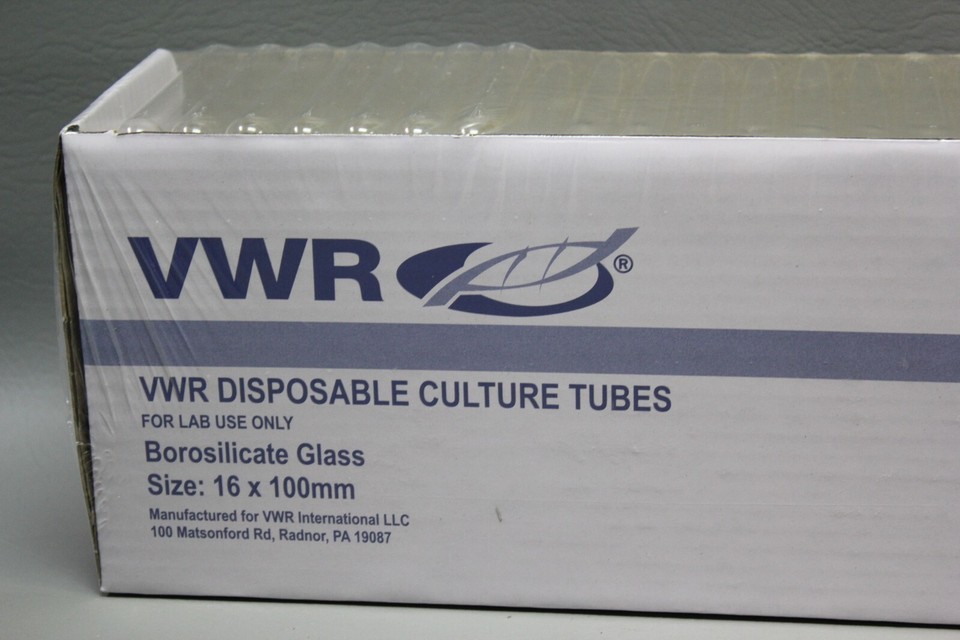 VWR ®
VWR DISPOSABLE CULTURE TUBES
FOR LAB USE ONLY
Borosilicate Glass
Size: 16 x 100mm
Manufactured for VWR International LLC
100 Matsonford Rd, Radnor, PA 19087